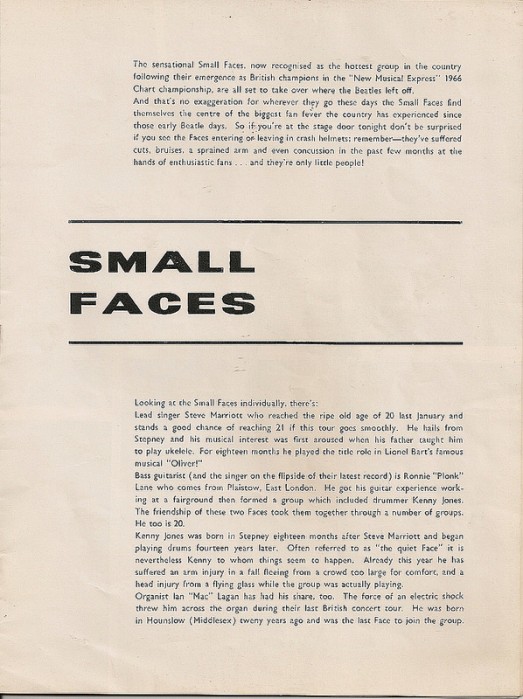 The sensational Small Faces, now recognised as the hottest group in the country
following their emergence as British champions in the "New Musical Express" 1966
Chart championship, are all set to take over where the Beatles left off.
And that's no exaggeration for wherever they go these days the Small Faces find
themselves the centre of the biggest fan fever the country has experienced since
those early Beatle days. So if you're at the stage door tonight don't be surprised
if you see the Faces entering or leaving in crash helmets; remember—they've suffered
cuts, bruises, a sprained arm and even concussion in the past few months at the
hands of enthusiastic fans . . . and they're only little people!
SMALL
FACES
Looking at the Small Faces individually, there's:
Lead singer Steve Marriott who reached the ripe old age of 20 last January and
stands a good chance of reaching 21 if this tour goes smoothly. He hails from
Stepney and his musical interest was first aroused when his father taught him
to play ukelele. For eighteen months he played the title role in Lionel Bart's famous
musical "Oliver!"
Bass guitarist (and the singer on the flipside of their latest record) is Ronnie "Plonk"
Lane who comes from Plaistow, East London. He got his guitar experience work-
ing at a fairground then formed a group which included drummer Kenny Jones.
The friendship of these two Faces took them together through a number of groups.
He too is 20.
Kenny Jones was born in Stepney eighteen months after Steve Marriott and began
playing drums fourteen years later. Often referred to as "the quiet Face" it is
nevertheless Kenny to whom things seem to happen. Already this year he has
suffered an arm injury in a fall fleeing from a crowd too large for comfort, and a
head injury from a flying glass while the group was actually playing.
Organist Ian "Mac" Lagan has had his share, too. The force of an electric shock
threw him across the organ during their last British concert tour. He was born
in Hounslow (Middlesex) tweny years ago and was the last Face to join the group.